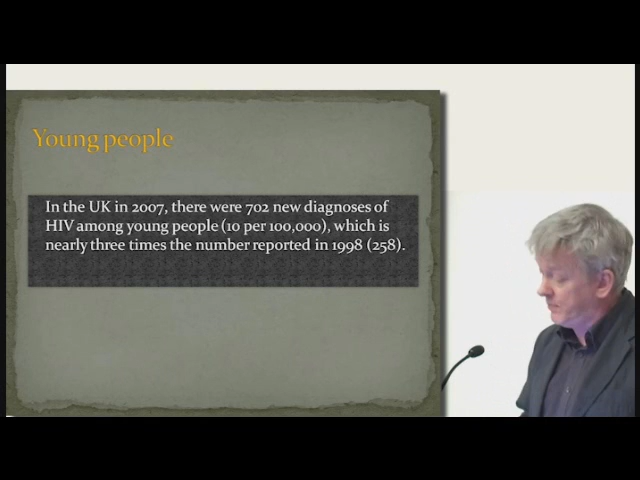 Young people
In the UK in 2007, there were 702 new diagnoses of
HIV among young people (10 per 100,000), which is
nearly three times the number reported in 1998 (258).